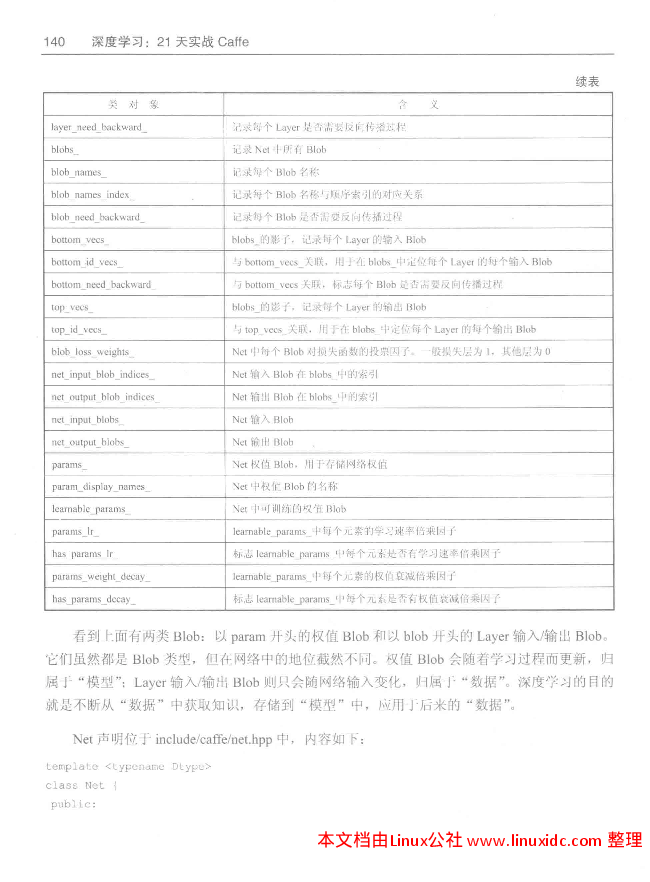 140 深度学习：21 天实战 Caffe
续表
类 对 象 含 义
layer_need_backward_ 记录每个 Layer 是否需要反向传播过程
blobs_ 记录 Net 中所有 Blob
blob_names_ 记录每个 Blob 名称
blob_names_index_ 记录每个 Blob 名称与顺序索引的对应关系
blob_need_backward_ 记录每个 Blob 是否需要反向传播过程
bottom_vecs_ blobs_的影子，记录每个 Layer 的输入 Blob
bottom_id_vecs_ 与 bottom_vecs_关联，用于在 blobs_中定位每个 Layer 的每个输入 Blob
bottom_need_backward_ 与 bottom_vecs_关联，标志每个 Blob 是否需要反向传播过程
top_vecs_ blobs_的影子，记录每个 Layer 的输出 Blob
top_id_vecs_ 与 top_vecs_关联，用于在 blobs_中定位每个 Layer 的每个输出 Blob
blob_loss_weights_ Net 中每个 Blob 对损失函数的投票因子。一般损失层为 1，其他层为 0
net_input_blob_indices_ Net 输入 Blob 在 blobs_中的索引
net_output_blob_indices_ Net 输出 Blob 在 blobs_中的索引
net_input_blobs_ Net 输入 Blob
net_output_blobs_ Net 输出 Blob
params_ Net 权值 Blob，用于存储网络权值
param_display_names_ Net 中权值 Blob 的名称
learnable_params_ Net 中可训练的权值 Blob
params_lr_ learnable_params_中每个元素的学习速率倍乘因子
has_params_lr_ 标志 learnable_params_中每个元素是否有学习速率倍乘因子
params_weight_decay_ learnable_params_中每个元素的权值衰减倍乘因子
has_params_decay_ 标志 learnable_params_中每个元素是否有权值衰减倍乘因子
看到上面有两类 Blob：以 param 开头的权值 Blob 和以 blob 开头的 Layer 输入/输出 Blob。
它们虽然都是 Blob 类型，但在网络中的地位截然不同。权值 Blob 会随着学习过程而更新，归
属于“模型”；Layer 输入/输出 Blob 则只会随网络输入变化，归属于“数据”。深度学习的目的
就是不断从“数据”中获取知识，存储到“模型”中，应用于后来的“数据”。
Net 声明位于 include/caffe/net.hpp 中，内容如下：
template <typename Dtype>
class Net {
public:
本文档由Linux公社 www.linuxidc.com 整理